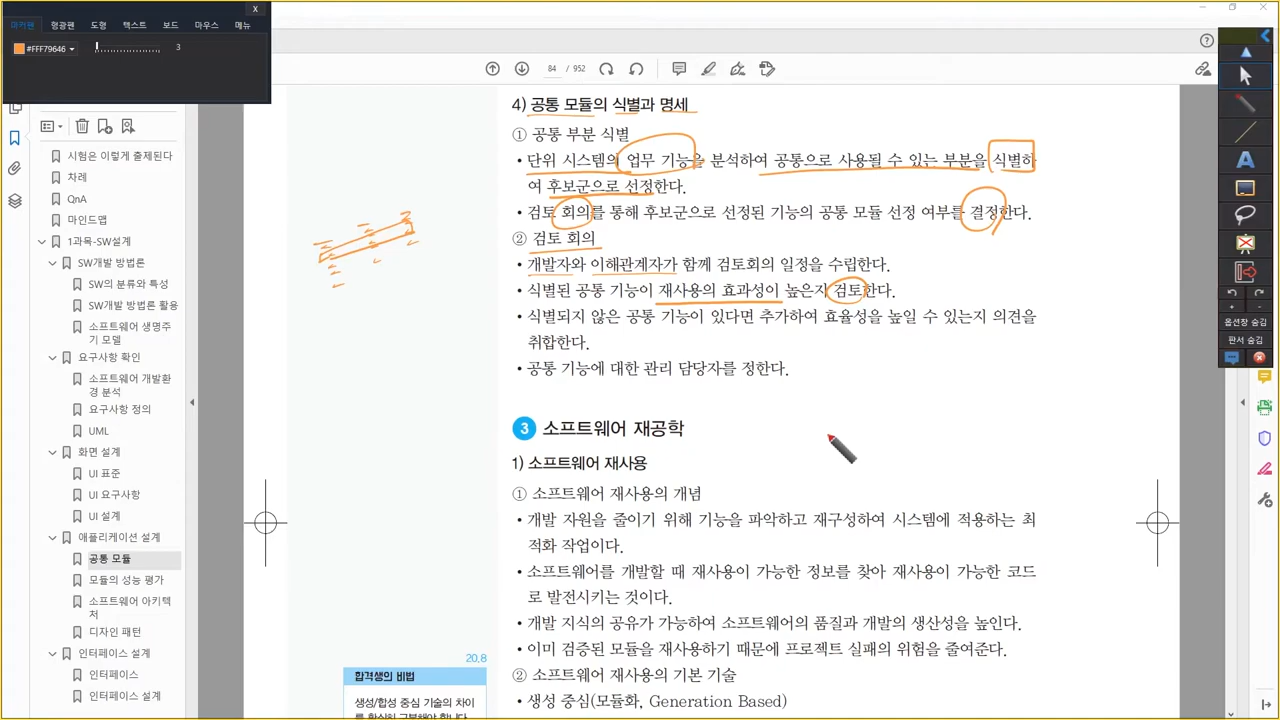 x
마커펜 형광펜 도형 텍스트 보드 마우스 메뉴
#FFF79646 3
84 / 952
시험은 이렇게 출제된다
차례
QnA
마인드맵
1과목-SW설계
SW개발 방법론
SW의 분류와 특성
SW개발 방법론 활용
소프트웨어 생명주
기 모델
요구사항 확인
소프트웨어 개발환
경 분석
요구사항 정의
UML
화면 설계
UI 표준
UI 요구사항
UI 설계
애플리케이션 설계
공통 모듈
모듈의 성능 평가
소프트웨어 아키텍
처
디자인 패턴
인터페이스 설계
인터페이스
인터페이스 설계
4) 공통 모듈의 식별과 명세
① 공통 부분 식별
• 단위 시스템의 업무 기능을 분석하여 공통으로 사용될 수 있는 부분을 식별하
여 후보군으로 선정한다.
• 검토 회의를 통해 후보군으로 선정된 기능의 공통 모듈 선정 여부를 결정한다.
② 검토 회의
• 개발자와 이해관계자가 함께 검토회의 일정을 수립한다.
• 식별된 공통 기능이 재사용의 효과성이 높은지 검토한다.
• 식별되지 않은 공통 기능이 있다면 추가하여 효율성을 높일 수 있는지 의견을
취합한다.
• 공통 기능에 대한 관리 담당자를 정한다.
3 소프트웨어 재공학
1) 소프트웨어 재사용
① 소프트웨어 재사용의 개념
• 개발 자원을 줄이기 위해 기능을 파악하고 재구성하여 시스템에 적용하는 최
적화 작업이다.
• 소프트웨어를 개발할 때 재사용이 가능한 정보를 찾아 재사용이 가능한 코드
로 발전시키는 것이다.
• 개발 지식의 공유가 가능하여 소프트웨어의 품질과 개발의 생산성을 높인다.
• 이미 검증된 모듈을 재사용하기 때문에 프로젝트 실패의 위험을 줄여준다.
② 소프트웨어 재사용의 기본 기술
• 생성 중심(모듈화, Generation Based)
20.8
합격생의 비법
생성/합성 중심 기술의 차이
를 확실히 구분해야 합니다.
A
옵션창 숨김
판서 숨김